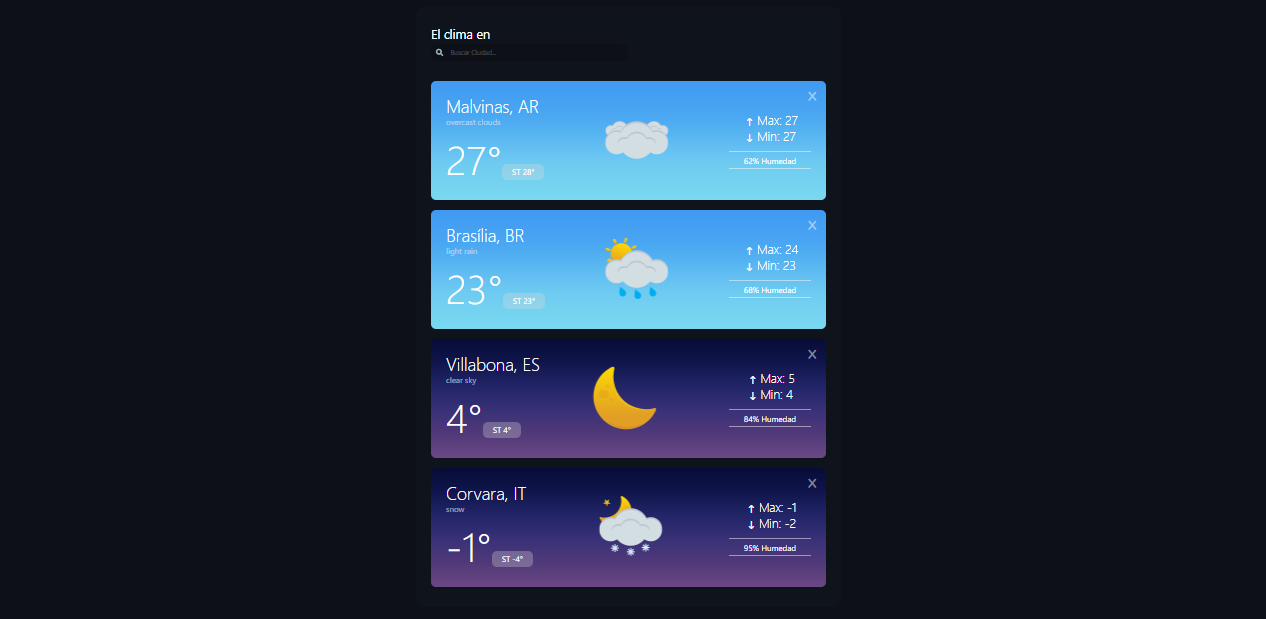 El clima en
Buscar Ciudad...
X
Malvinas, AR
overcast clouds
27°
ST 28°
↑ Max: 27
↓ Min: 27
62% Humedad
X
Brasília, BR
light rain
23°
ST 23°
↑ Max: 24
↓ Min: 23
68% Humedad
X
Villabona, ES
clear sky
4°
ST 4°
↑ Max: 5
↓ Min: 4
84% Humedad
X
Corvara, IT
snow
-1°
ST -4°
↑ Max: -1
↓ Min: -2
95% Humedad